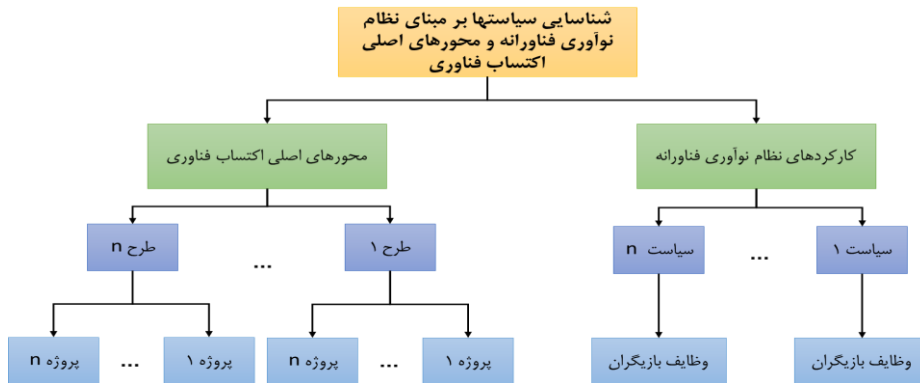 شناسایی سیاستها بر مبنای نظام
نوآوری فناورانه و محورهای اصلی
اکتساب فناوری
کارکردهای نظام نوآوری فناورانه
محورهای اصلی اکتساب فناوری
سیاست ۱
...
سیاست n
طرح ۱
...
طرح n
وظایف بازیگران
وظایف بازیگران
پروژه ۱
...
پروژه n
پروژه ۱
...
پروژه n